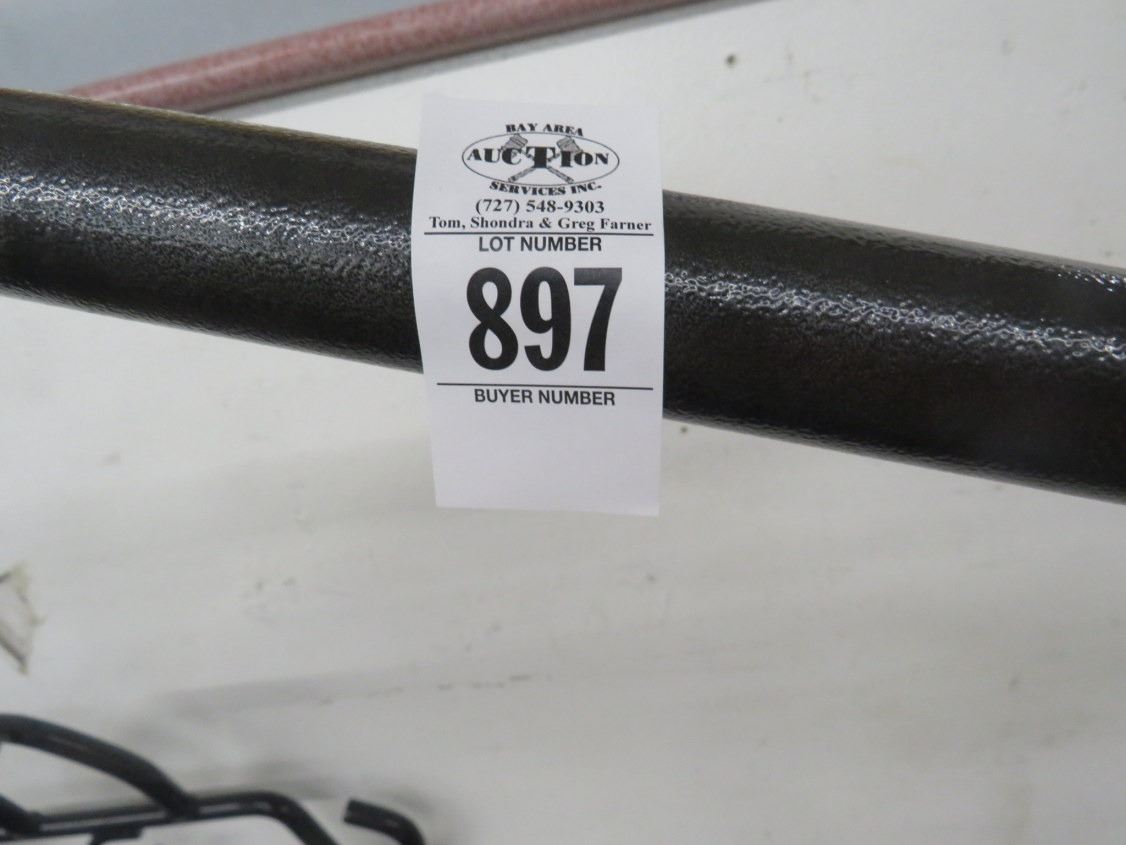 BAY AREA
AUCTION
SERVICES INC.
(727) 548-9303
Tom, Shondra & Greg Farner
LOT NUMBER
897
BUYER NUMBER